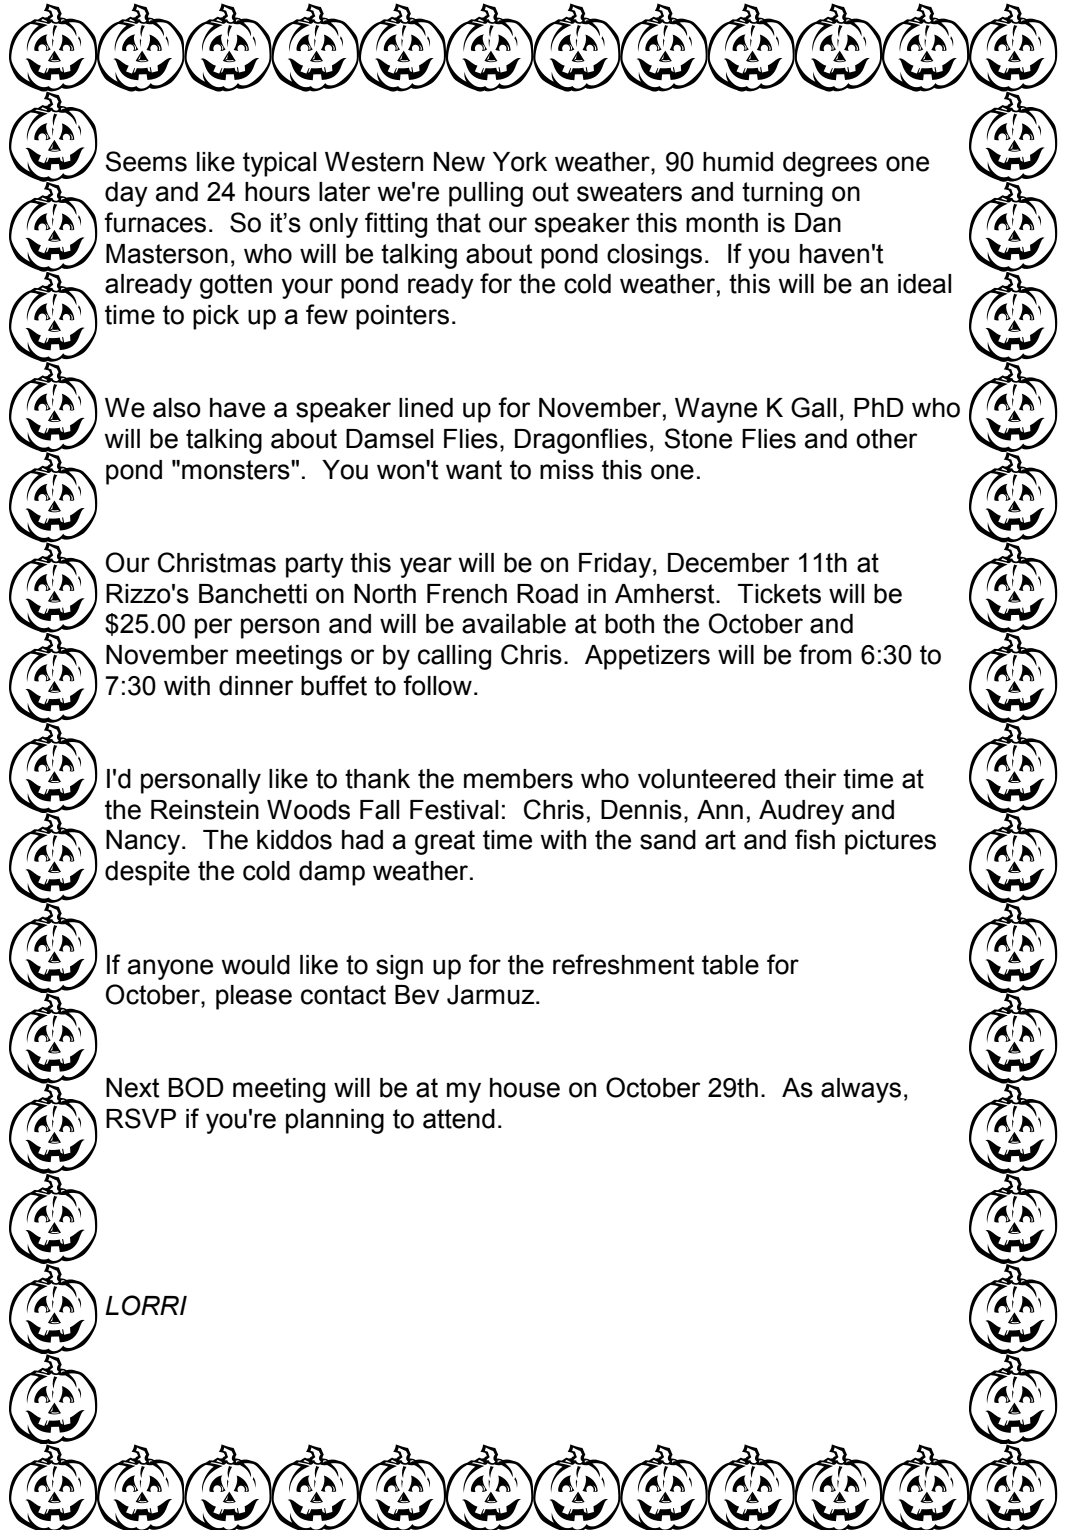 Seems like typical Western New York weather, 90 humid degrees one
day and 24 hours later we're pulling out sweaters and turning on
furnaces.  So it’s only fitting that our speaker this month is Dan
Masterson, who will be talking about pond closings.  If you haven't
already gotten your pond ready for the cold weather, this will be an ideal
time to pick up a few pointers.
We also have a speaker lined up for November, Wayne K Gall, PhD who
will be talking about Damsel Flies, Dragonflies, Stone Flies and other
pond "monsters".  You won't want to miss this one.
Our Christmas party this year will be on Friday, December 11th at
Rizzo's Banchetti on North French Road in Amherst.  Tickets will be
$25.00 per person and will be available at both the October and
November meetings or by calling Chris.  Appetizers will be from 6:30 to
7:30 with dinner buffet to follow.
I'd personally like to thank the members who volunteered their time at
the Reinstein Woods Fall Festival:  Chris, Dennis, Ann, Audrey and
Nancy.  The kiddos had a great time with the sand art and fish pictures
despite the cold damp weather.
If anyone would like to sign up for the refreshment table for
October, please contact Bev Jarmuz.
Next BOD meeting will be at my house on October 29th.  As always,
RSVP if you're planning to attend.
LORRI